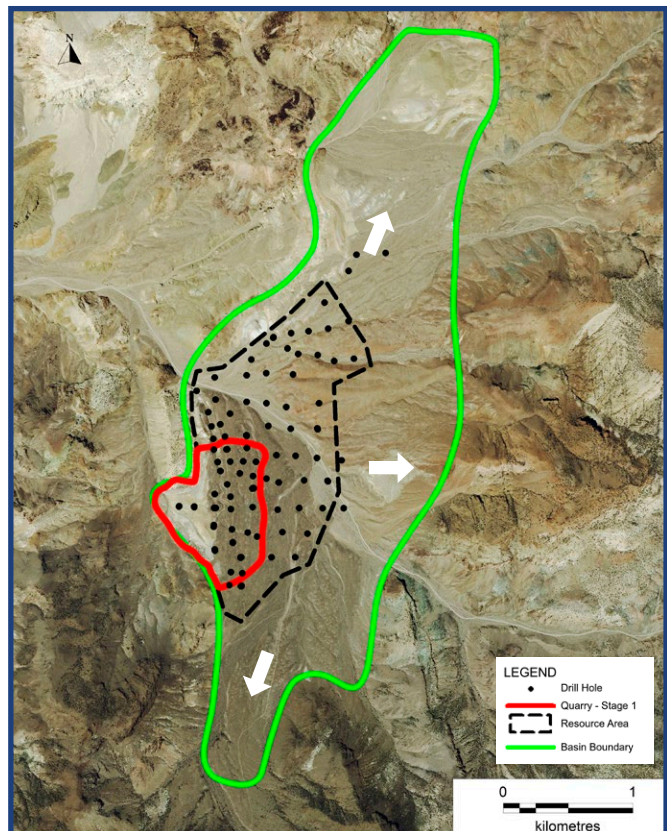 N
LEGEND
Drill Hole
Quarry - Stage 1
Resource Area
Basin Boundary
0 1
kilometres